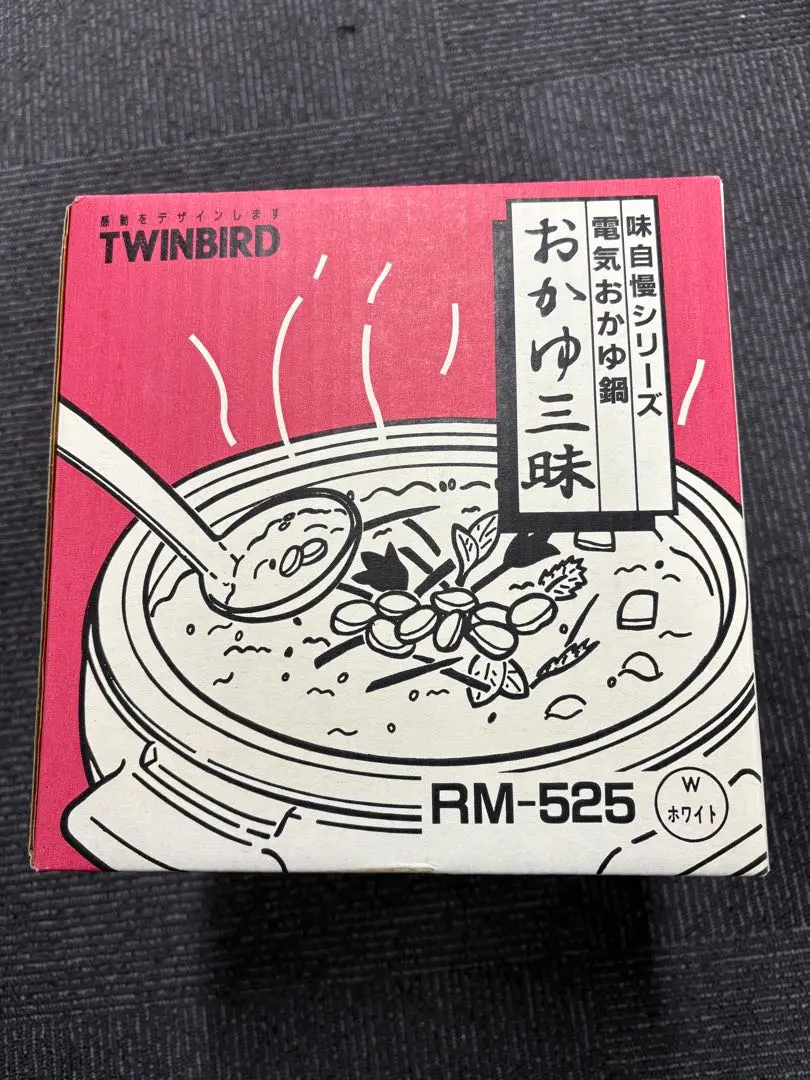 感動をデザインします
TWINBIRD
味自慢シリーズ
電気おかゆ鍋
おかゆ三昧
RM-525
W
ホワイト